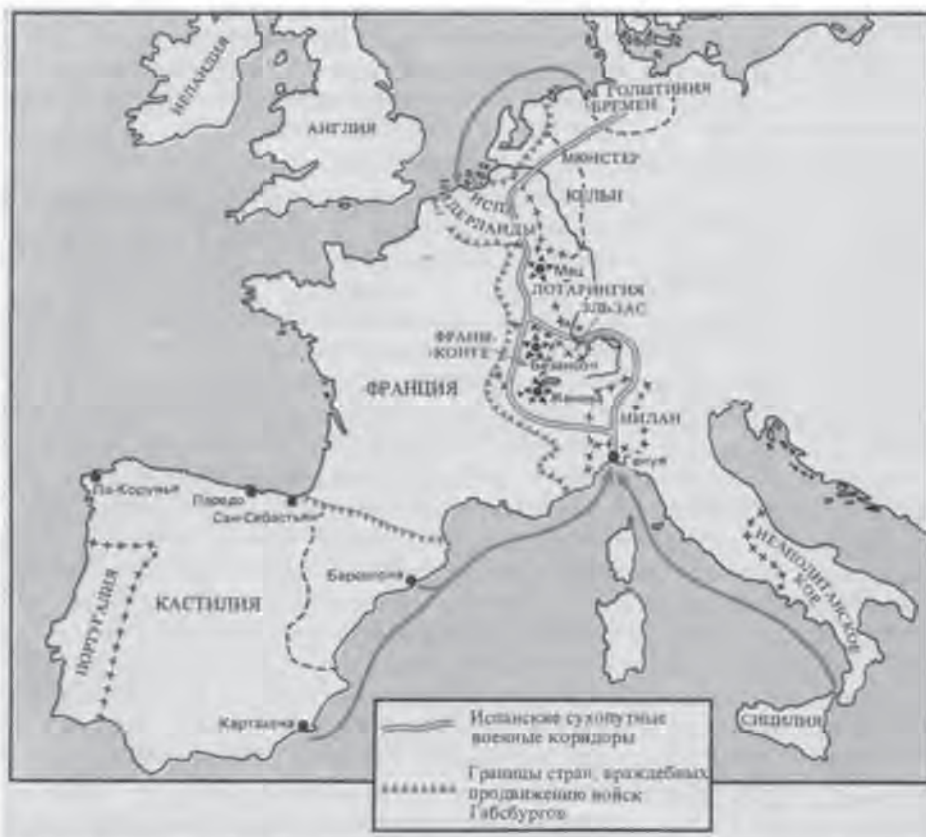 ИРЛАНДИЯ
АНГЛИЯ
ГОЛШТИНИЯ
БРЕМЕН
МЮНСТЕР
КЕЛЬН
ИСП.
НИДЕРЛАНДЫ
Мец
ЛОТАРИНГИЯ
ЭЛЬЗАС
ФРАНШ-
-КОНТЕ
Безансон
ФРАНЦИЯ
Женева
МИЛАН
Генуя
Ла-Корунья
Ларедо
Сан-Себастьян
Барселона
НЕАПОЛИТАНСКОЕ
КОР.
ПОРТУГАЛИЯ
КАСТИЛИЯ
Картахена
СИЦИЛИЯ
Испанские сухопутные
военные коридоры
Границы стран, враждебных
продвижению войск
Габсбургов